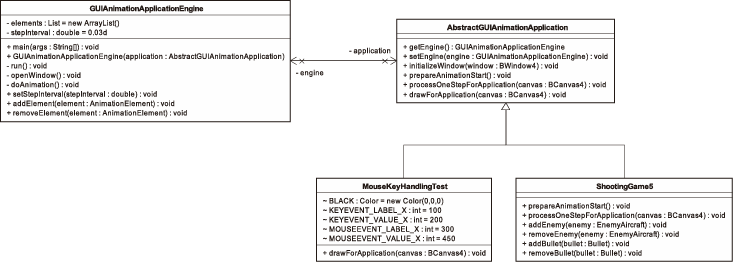 GUIAnimationApplicationEngine
- elements : List = new ArrayList()
- stepInterval : double = 0.03d
+ main(args : String[]) : void
+ GUIAnimationApplicationEngine(application : AbstractGUIAnimationApplication)
- run() : void
- openWindow() : void
- doAnimation() : void
+ setStepInterval(stepInterval : double) : void
+ addElement(element : AnimationElement) : void
+ removeElement(element : AnimationElement) : void
- application
- engine
AbstractGUIAnimationApplication
+ getEngine() : GUIAnimationApplicationEngine
+ setEngine(engine : GUIAnimationApplicationEngine) : void
+ initializeWindow(window : BWindow4) : void
+ prepareAnimationStart() : void
+ processOneStepForApplication(canvas : BCanvas4) : void
+ drawForApplication(canvas : BCanvas4) : void
MouseKeyHandlingTest
~ BLACK : Color = new Color(0,0,0)
~ KEYEVENT_LABEL_X : int = 100
~ KEYEVENT_VALUE_X : int = 200
~ MOUSEEVENT_LABEL_X : int = 300
~ MOUSEEVENT_VALUE_X : int = 450
+ drawForApplication(canvas : BCanvas4) : void
ShootingGame5
+ prepareAnimationStart() : void
+ processOneStepForApplication(canvas : BCanvas4) : void
+ addEnemy(enemy : EnemyAircraft) : void
+ removeEnemy(enemy : EnemyAircraft) : void
+ addBullet(bullet : Bullet) : void
+ removeBullet(bullet : Bullet) : void